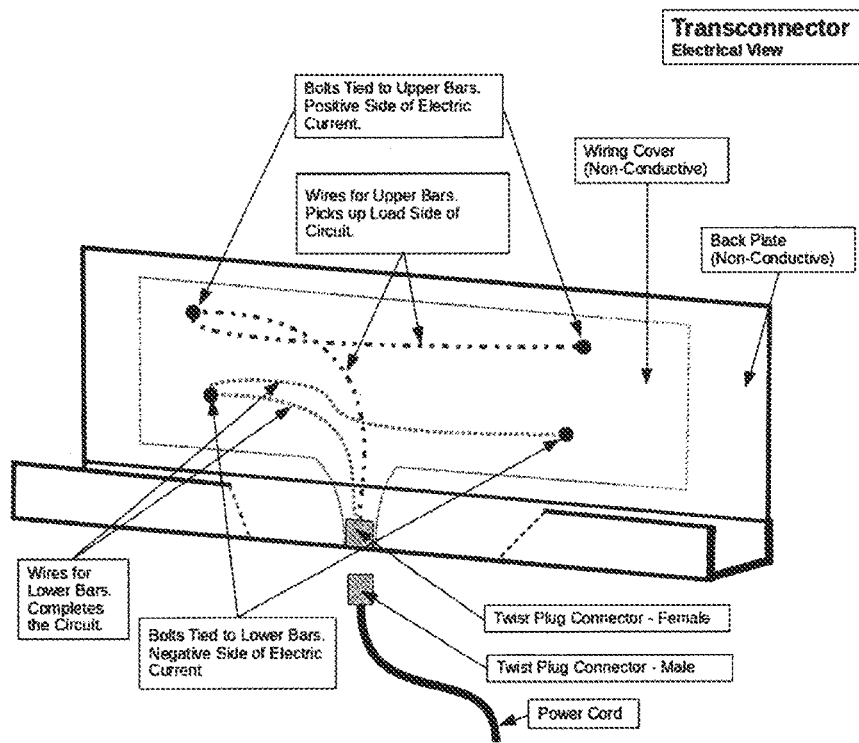 Transconnector
Electrical View
Bolts Tied to Upper Bars.
Positive Side of Electric
Current.
Wiring Cover
(Non-Conductive)
Wires for Upper Bars.
Picks up Load Side of
Circuit.
Back Plate
(Non-Conductive)
Wires for
Lower Bars.
Completes
the Circuit.
Bolts Tied to Lower Bars.
Negative Side of Electric
Current
Twist Plug Connector - Female
Twist Plug Connector - Male
Power Cord